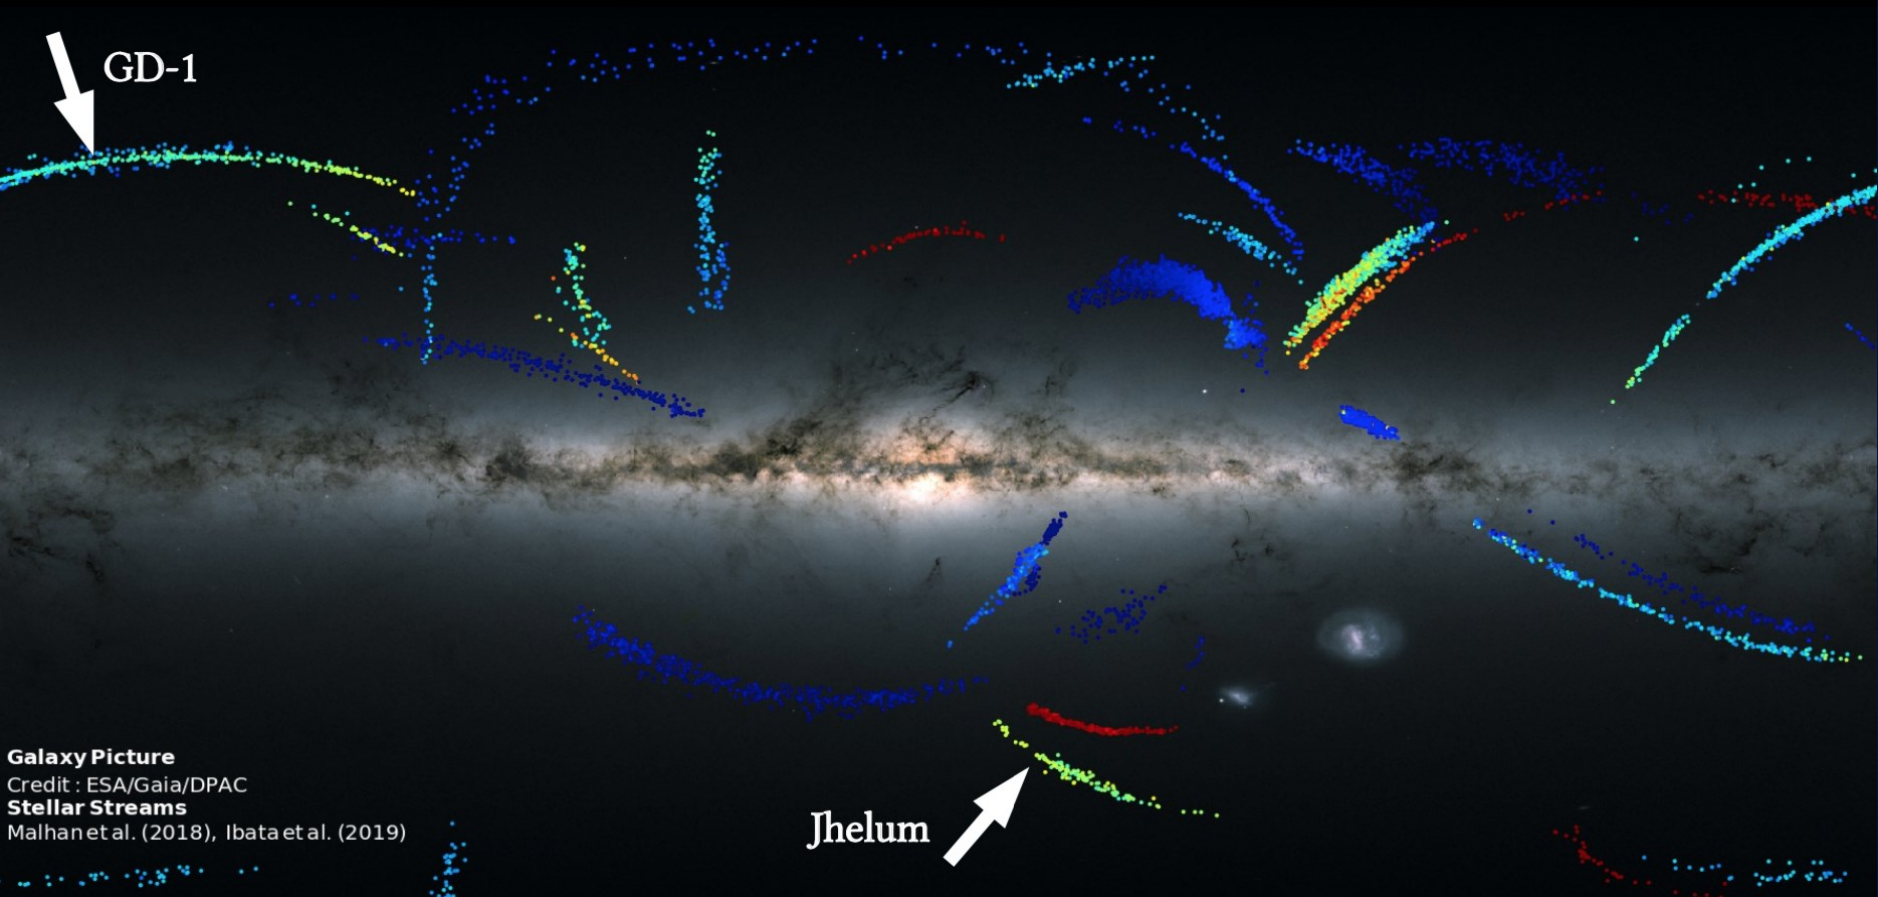 GD-1
Jhelum
Galaxy Picture
Credit : ESA/Gaia/DPAC
Stellar Streams
Malhan et al. (2018), Ibata et al. (2019)